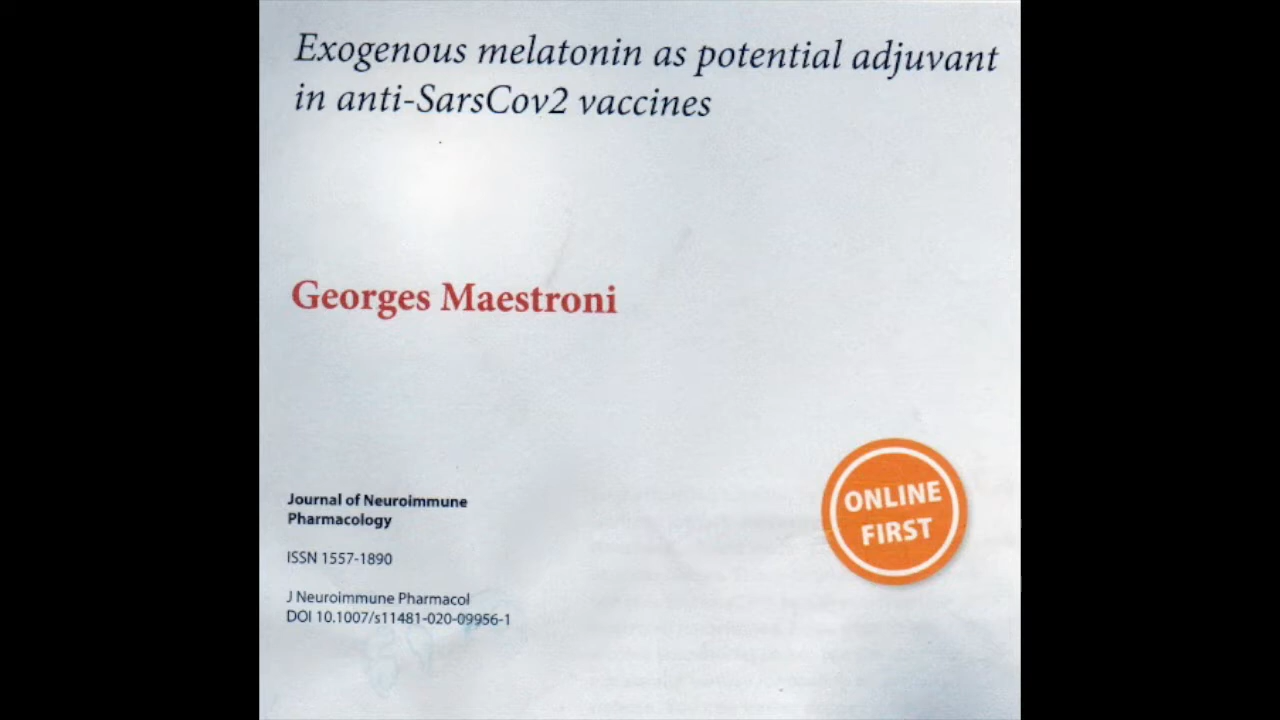 Exogenous melatonin as potential adjuvant
in anti-SarsCov2 vaccines
Georges Maestroni
Journal of Neuroimmune
Pharmacology
ISSN 1557-1890
J Neuroimmune Pharmacol
DOI 10.1007/s11481-020-09956-1
ONLINE
FIRST